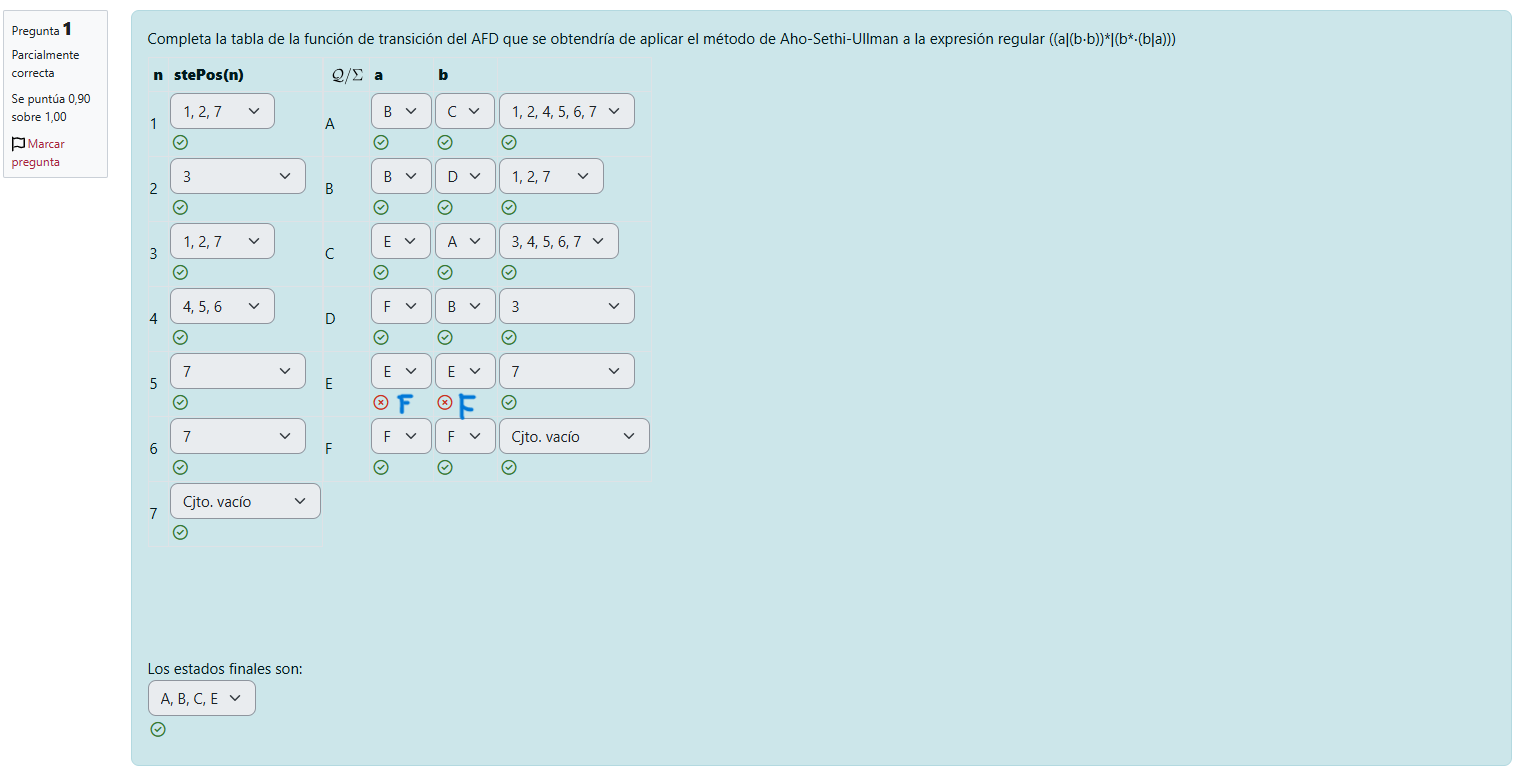 Pregunta 1
Parcialmente
correcta
Se puntúa 0,90
sobre 1,00
Marcar
pregunta
Completa la tabla de la función de transición del AFD que se obtendría de aplicar el método de Aho-Sethi-Ullman a la expresión regular ((a|(b·b))*|(b*·(b|a)))
n stePos(n) Q/Σ a b
1 1, 2, 7 A B C 1, 2, 4, 5, 6, 7
2 3 B B D 1, 2, 7
3 1, 2, 7 C E A 3, 4, 5, 6, 7
4 4, 5, 6 D F B 3
5 7 E E E 7
F F
6 7 F F F Cjto. vacío
7 Cjto. vacío
Los estados finales son:
A, B, C, E